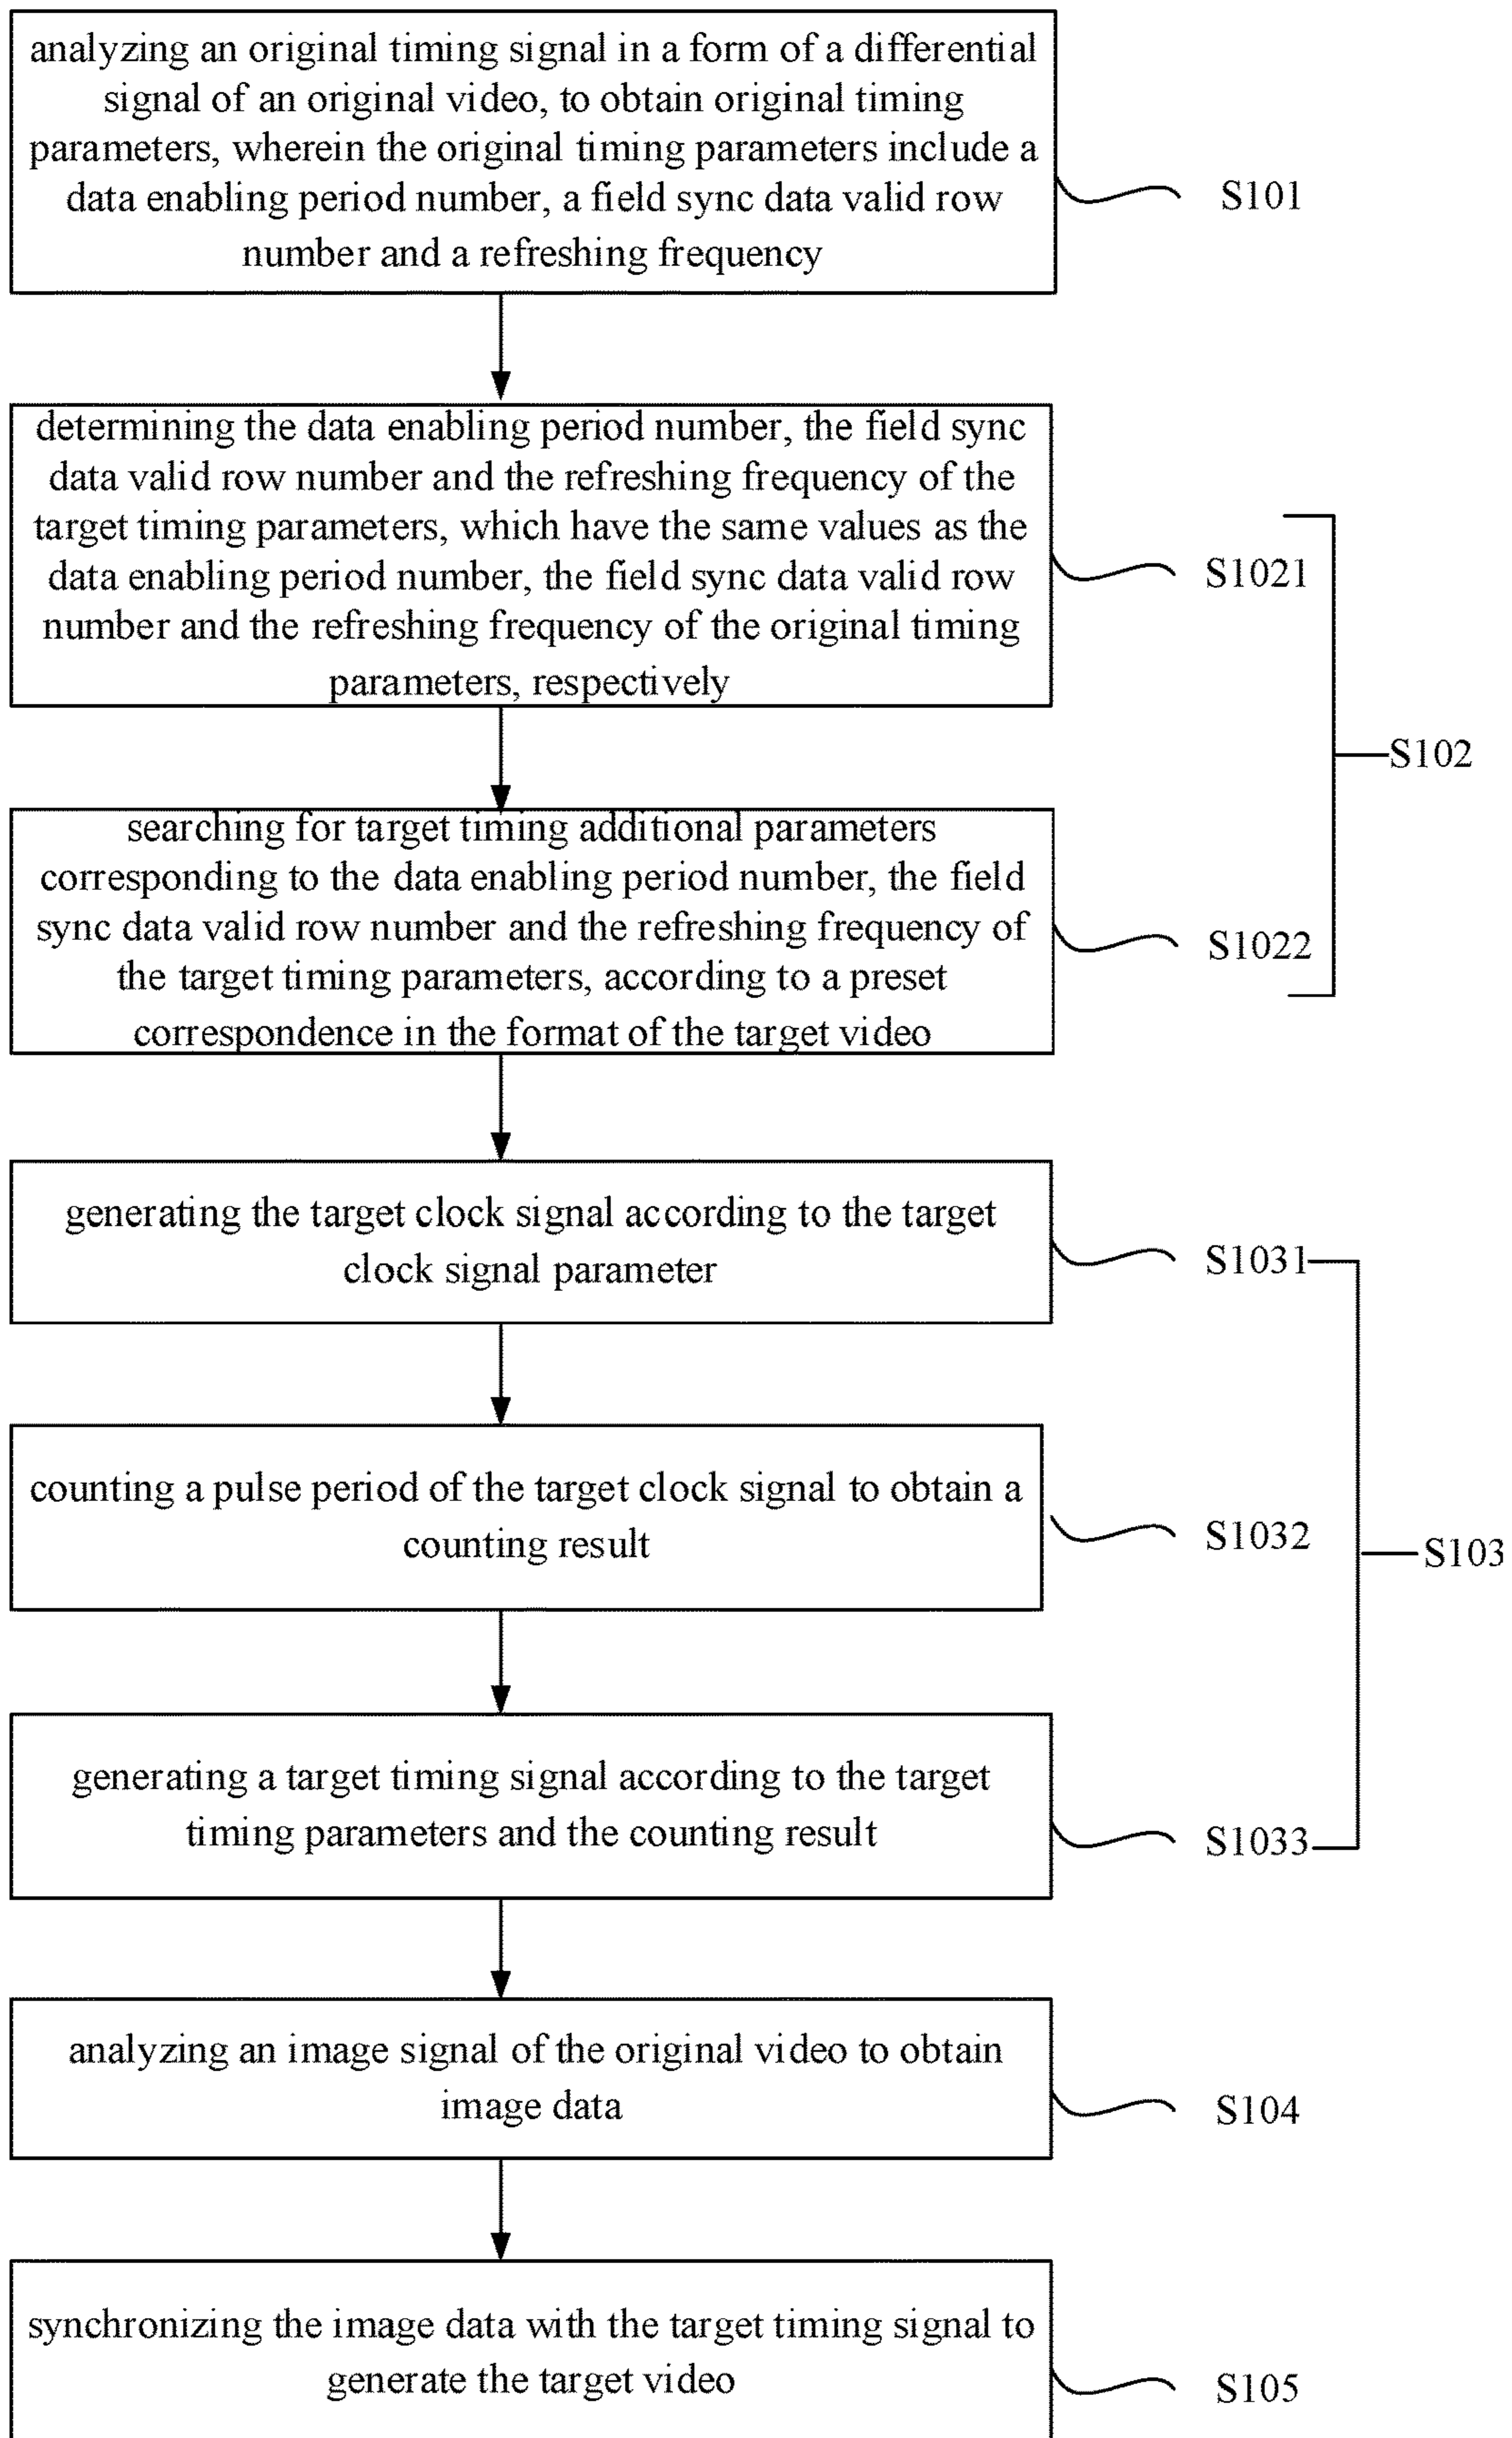 analyzing an original timing signal in a form of a differential
signal of an original video, to obtain original timing
parameters, wherein the original timing parameters include a
data enabling period number, a field sync data valid row
number and a refreshing frequency
S101
determining the data enabling period number, the field sync
data valid row number and the refreshing frequency of the
target timing parameters, which have the same values as the
data enabling period number, the field sync data valid row
number and the refreshing frequency of the original timing
parameters, respectively
S1021
S102
searching for target timing additional parameters
corresponding to the data enabling period number, the field
sync data valid row number and the refreshing frequency of
the target timing parameters, according to a preset
correspondence in the format of the target video
S1022
generating the target clock signal according to the target
clock signal parameter
S1031
counting a pulse period of the target clock signal to obtain a
counting result
S1032
S103
generating a target timing signal according to the target
timing parameters and the counting result
S1033
analyzing an image signal of the original video to obtain
image data
S104
synchronizing the image data with the target timing signal to
generate the target video
S105